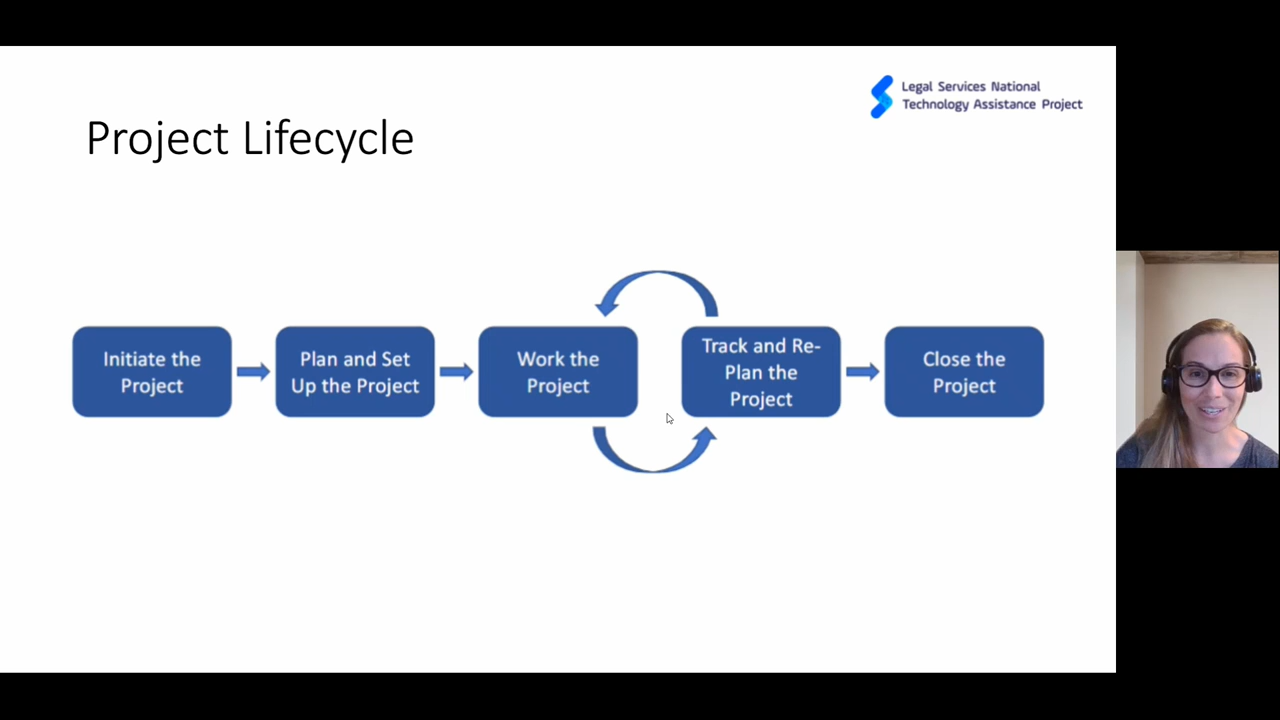 Legal Services National
Technology Assistance Project
Project Lifecycle
Initiate the
Project
Plan and Set
Up the Project
Work the
Project
Track and Re-
Plan the
Project
Close the
Project